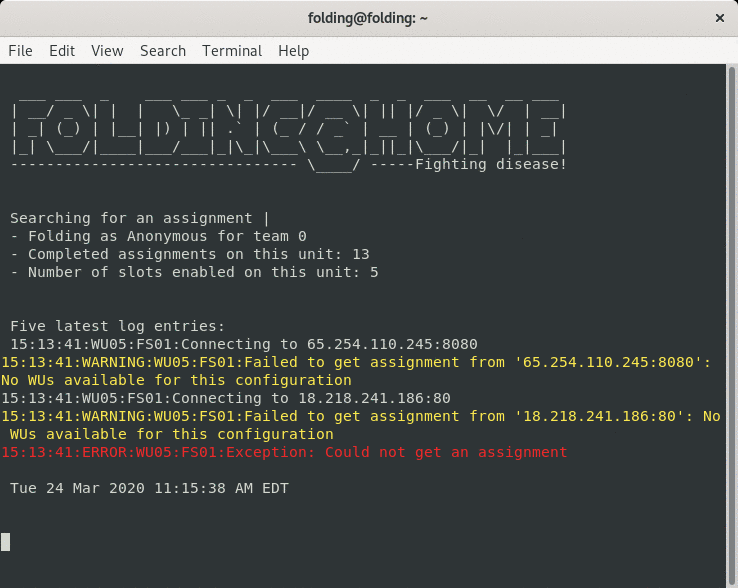 folding@folding: ~
File Edit View Search Terminal Help
FOLDING@HOME
-------------------------------- \____/ -----Fighting disease!
Searching for an assignment |
- Folding as Anonymous for team 0
- Completed assignments on this unit: 13
- Number of slots enabled on this unit: 5
Five latest log entries:
15:13:41:WU05:FS01:Connecting to 65.254.110.245:8080
15:13:41:WARNING:WU05:FS01:Failed to get assignment from '65.254.110.245:8080':
No WUs available for this configuration
15:13:41:WU05:FS01:Connecting to 18.218.241.186:80
15:13:41:WARNING:WU05:FS01:Failed to get assignment from '18.218.241.186:80': No
WUs available for this configuration
15:13:41:ERROR:WU05:FS01:Exception: Could not get an assignment
Tue 24 Mar 2020 11:15:38 AM EDT